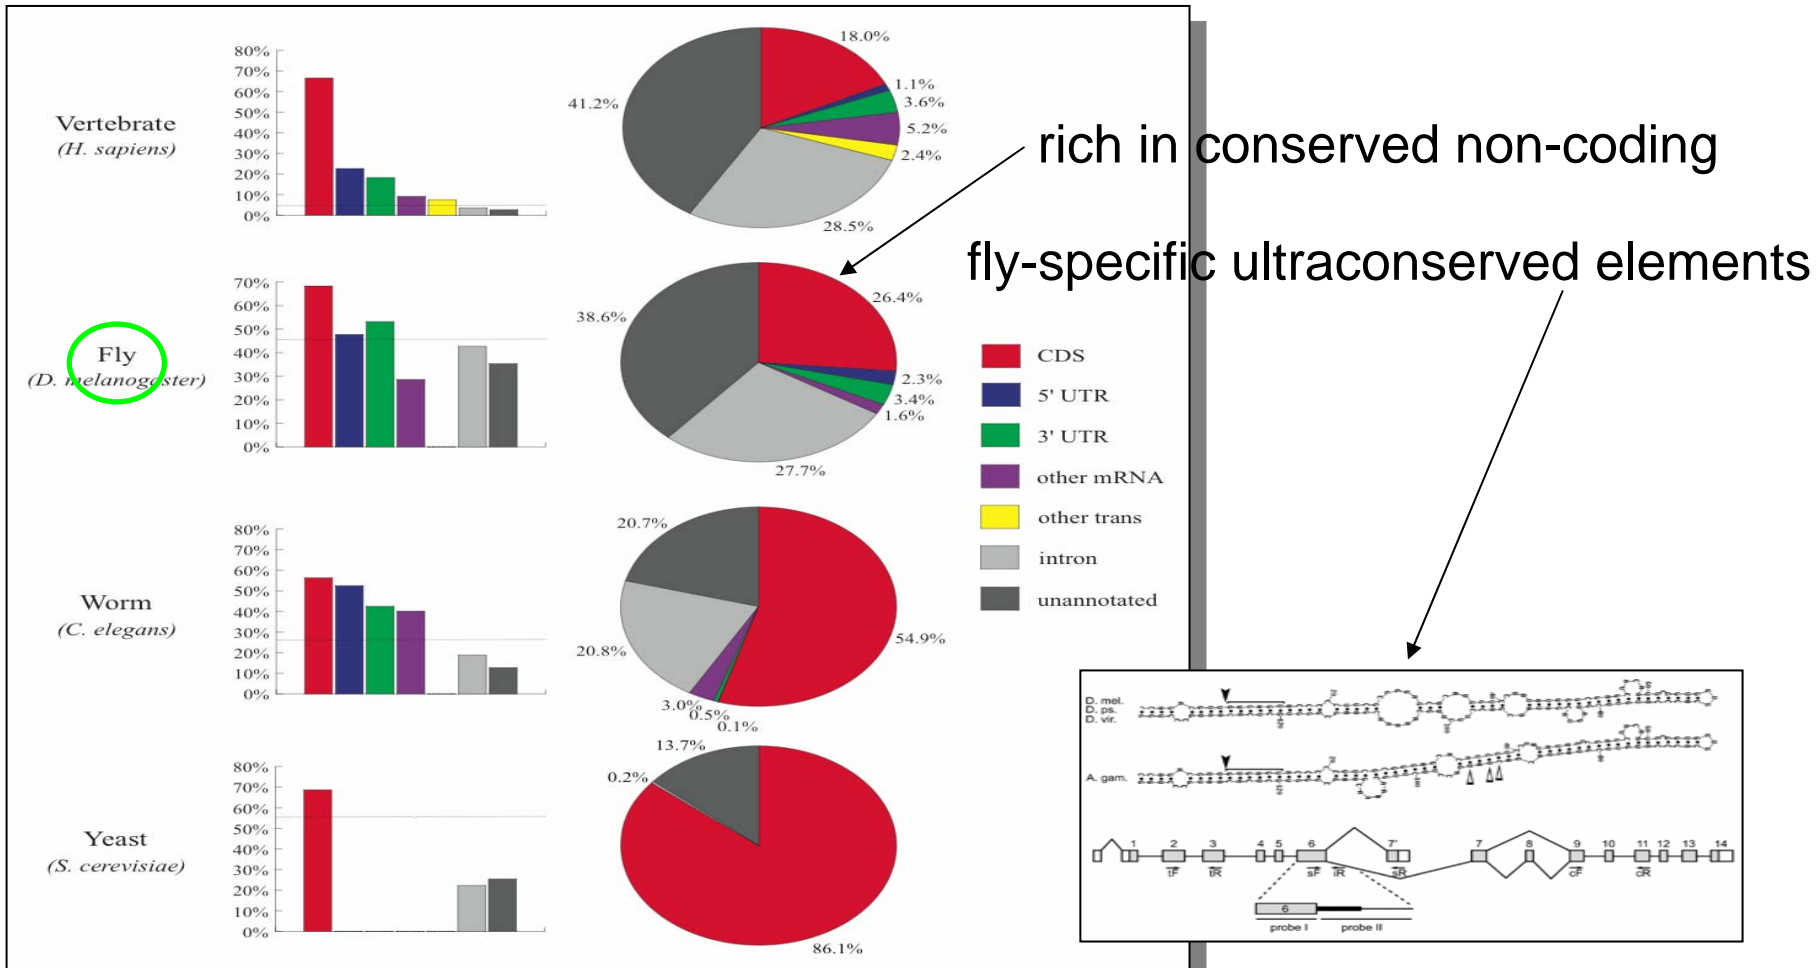 Vertebrate
(H. sapiens)
80%
70%
60%
50%
40%
30%
20%
10%
0%
18.0%
1.1%
3.6%
5.2%
2.4%
28.5%
41.2%
rich in conserved non-coding
fly-specific ultraconserved elements
Fly
(D. melanogaster)
70%
60%
50%
40%
30%
20%
10%
0%
26.4%
2.3%
3.4%
1.6%
27.7%
38.6%
CDS
5' UTR
3' UTR
other mRNA
other trans
intron
unannotated
Worm
(C. elegans)
80%
70%
60%
50%
40%
30%
20%
10%
0%
20.7%
54.9%
20.8%
3.0%
0.5%
0.1%
Yeast
(S. cerevisiae)
80%
70%
60%
50%
40%
30%
20%
10%
0%
13.7%
0.2%
86.1%
D. mel.
D. ps.
D. vir.
A. gam.
1 2 3 4 5 6 7' 7 8 9 10 11 12 13 14
sF sR cF cR
6
probe I probe II